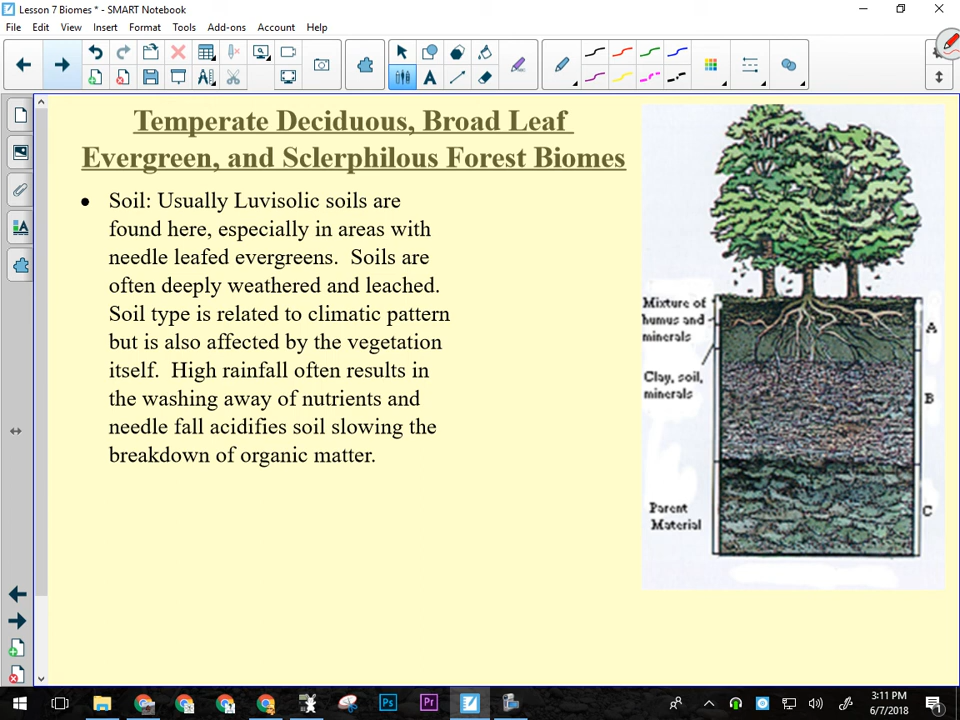 Lesson 7 Biomes * - SMART Notebook
File Edit View Insert Format Tools Add-ons Account Help
Temperate Deciduous, Broad Leaf
Evergreen, and Sclerphilous Forest Biomes
• Soil: Usually Luvisolic soils are
found here, especially in areas with
needle leafed evergreens. Soils are
often deeply weathered and leached.
Soil type is related to climatic pattern
but is also affected by the vegetation
itself. High rainfall often results in
the washing away of nutrients and
needle fall acidifies soil slowing the
breakdown of organic matter.
Mixture of
humus and
minerals
A
Clay, soil,
minerals
B
Parent
Material
C
Ps
Pr
3:11 PM
6/7/2018
1